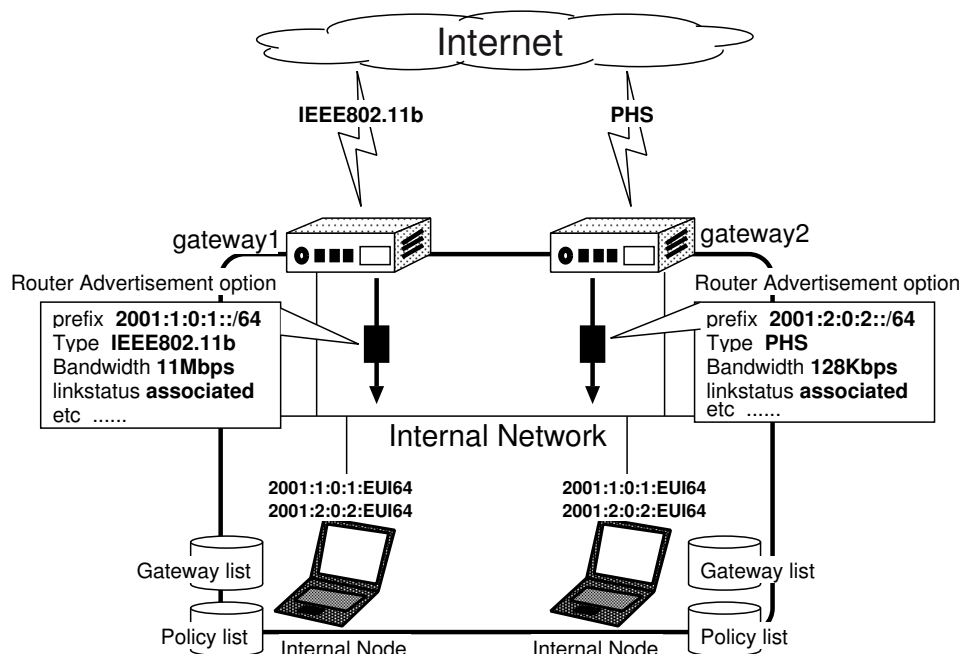 Internet
IEEE802.11b
PHS
gateway1
gateway2
Router Advertisement option
prefix 2001:1:0:1::/64
Type IEEE802.11b
Bandwidth 11Mbps
linkstatus associated
etc ......
Router Advertisement option
prefix 2001:2:0:2::/64
Type PHS
Bandwidth 128Kbps
linkstatus associated
etc ......
Internal Network
2001:1:0:1:EUI64
2001:2:0:2:EUI64
2001:1:0:1:EUI64
2001:2:0:2:EUI64
Gateway list
Policy list
Gateway list
Policy list
Internal Node
Internal Node